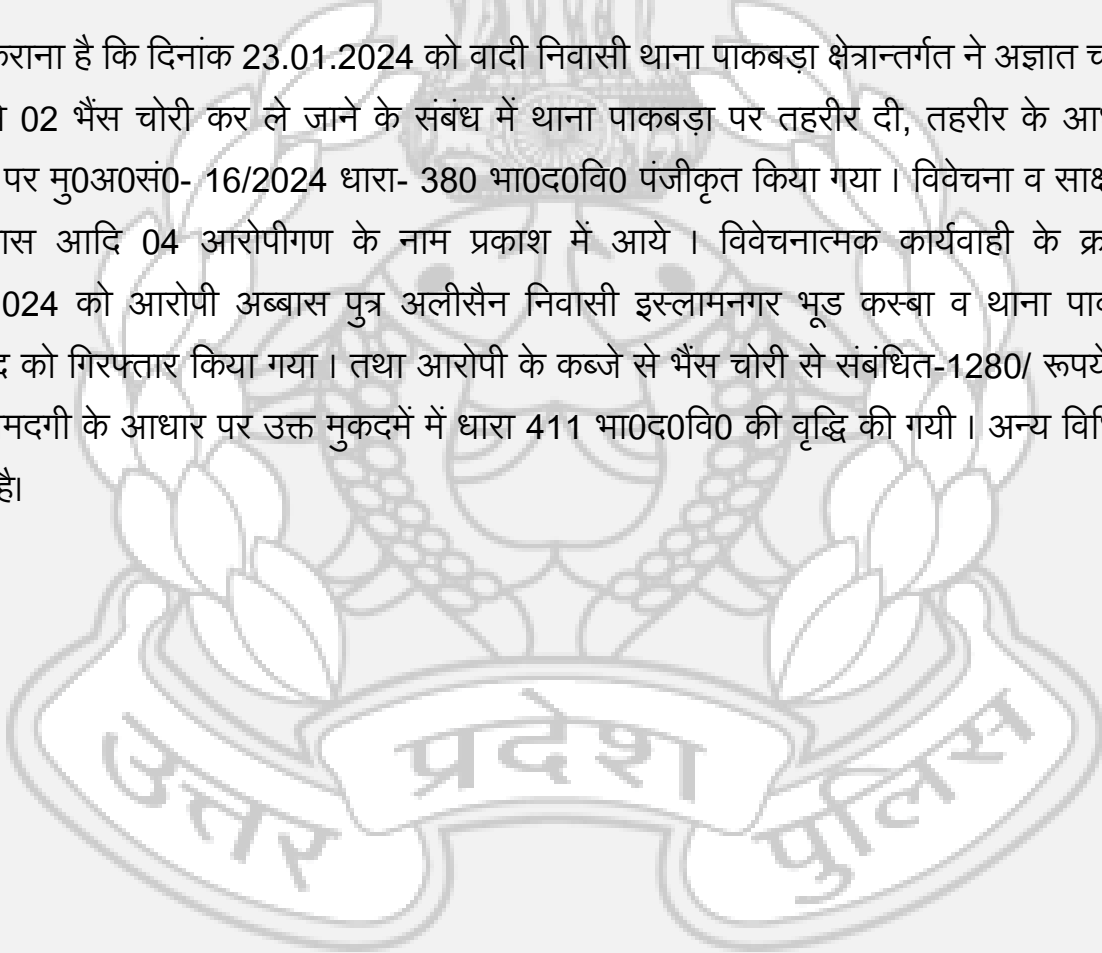 कराना है कि दिनांक 23.01.2024 को वादी निवासी थाना पाकबड़ा क्षेत्रान्तर्गत ने अज्ञात
02 भैंस चोरी कर ले जाने के संबंध में थाना पाकबड़ा पर तहरीर दी, तहरीर के
पर मु0अ0सं0- 16/2024 धारा- 380 भा0द0वि0 पंजीकृत किया गया । विवेचना व
आदि 04 आरोपीगण के नाम प्रकाश में आये । विवेचनात्मक कार्यवाही के
024 को आरोपी अब्बास पुत्र अलीसैन निवासी इस्लामनगर भूड कस्बा व थाना
को गिरफ्तार किया गया । तथा आरोपी के कब्जे से भैंस चोरी से संबंधित-1280/ रूपये
मदगी के आधार पर उक्त मुकदमें में धारा 411 भा0द0वि0 की वृद्धि की गयी । अन्य
है।
उत्तर प्रदेश पुलिस